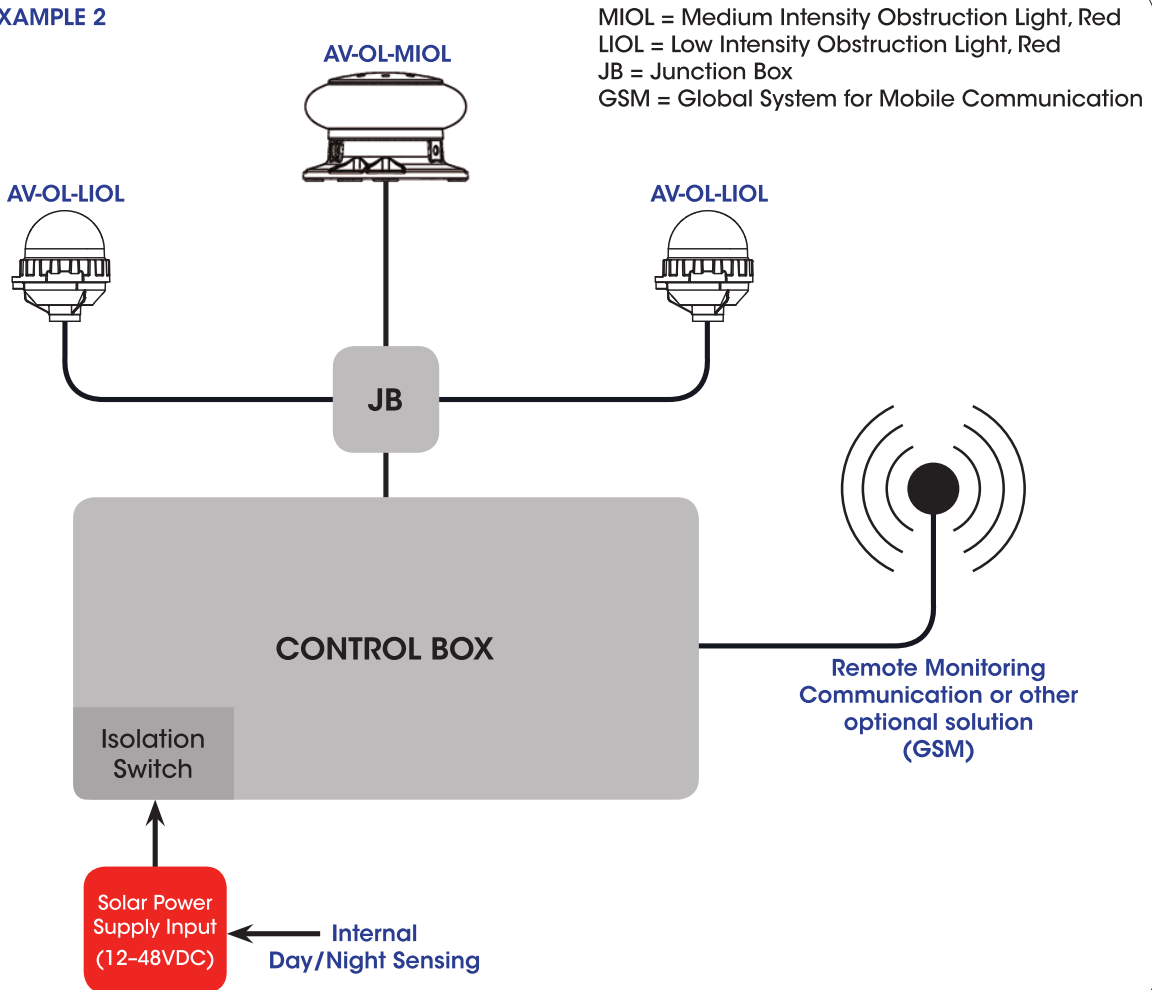 XAMPLE 2
MIOL = Medium Intensity Obstruction Light, Red
LIOL = Low Intensity Obstruction Light, Red
JB = Junction Box
GSM = Global System for Mobile Communication
AV-OL-MIOL
AV-OL-LIOL
AV-OL-LIOL
JB
CONTROL BOX
Remote Monitoring
Communication or other
optional solution
(GSM)
Isolation
Switch
Solar Power
Supply Input
(12-48VDC)
Internal
Day/Night Sensing